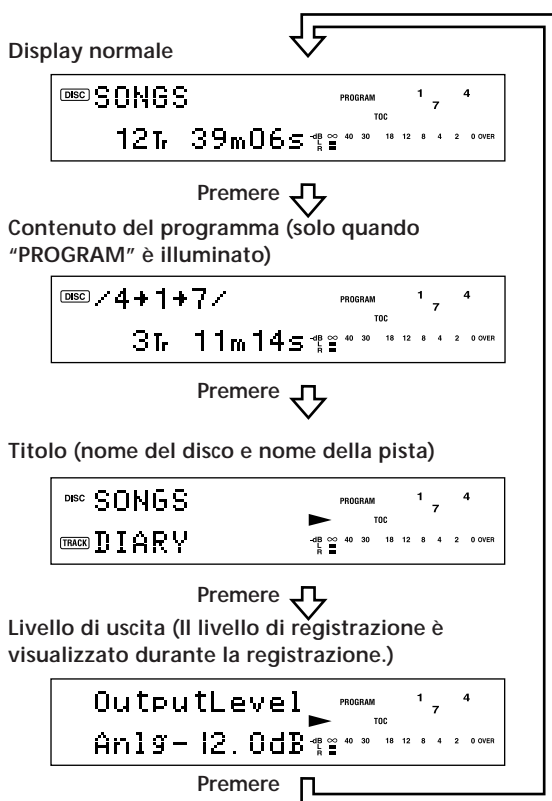 Display normale
DISC SONGS PROGRAM 1 7 4
TOC
12Tr 39m06s -dB L R ∞ 40 30 18 12 8 4 2 0 OVER
Premere
Contenuto del programma (solo quando
“PROGRAM” è illuminato)
DISC /4→1→7/ PROGRAM 1 7 4
TOC
3Tr 11m14s -dB L R ∞ 40 30 18 12 8 4 2 0 OVER
Premere
Titolo (nome del disco e nome della pista)
DISC SONGS PROGRAM 1 7 4
TOC
TRACK DIARY -dB L R ∞ 40 30 18 12 8 4 2 0 OVER
Premere
Livello di uscita (Il livello di registrazione è
visualizzato durante la registrazione.)
OutputLevel PROGRAM 1 7 4
TOC
Anlg-12.0dB -dB L R ∞ 40 30 18 12 8 4 2 0 OVER
Premere